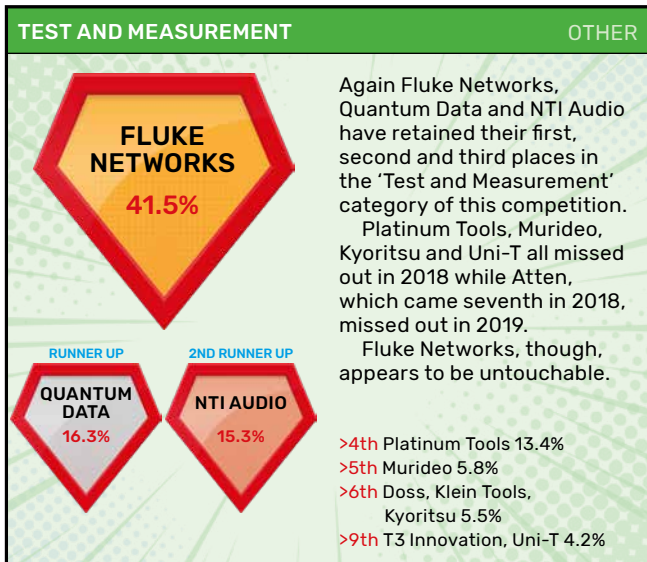 TEST AND MEASUREMENT
OTHER
FLUKE
NETWORKS
41.5%
RUNNER UP
QUANTUM
DATA
16.3%
2ND RUNNER UP
NTI AUDIO
15.3%
Again Fluke Networks,
Quantum Data and NTI Audio
have retained their first,
second and third places in
the ‘Test and Measurement’
category of this competition.
Platinum Tools, Murideo,
Kyoritsu and Uni-T all missed
out in 2018 while Atten,
which came seventh in 2018,
missed out in 2019.
Fluke Networks, though,
appears to be untouchable.
>4th Platinum Tools 13.4%
>5th Murideo 5.8%
>6th Doss, Klein Tools,
Kyoritsu 5.5%
>9th T3 Innovation, Uni-T 4.2%